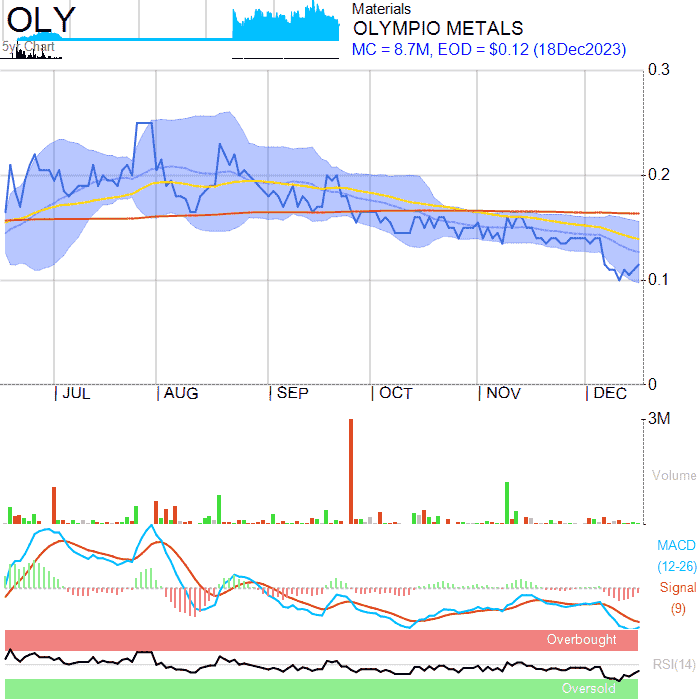 OLY
5yr Chart
Materials
OLYMPIO METALS
MC = 8.7M, EOD = $0.12 (18Dec2023)
0.3
0.2
0.1
0
JUL
AUG
SEP
OCT
NOV
DEC
3M
Volume
MACD
(12-26)
Signal
(9)
Overbought
RSI(14)
Oversold